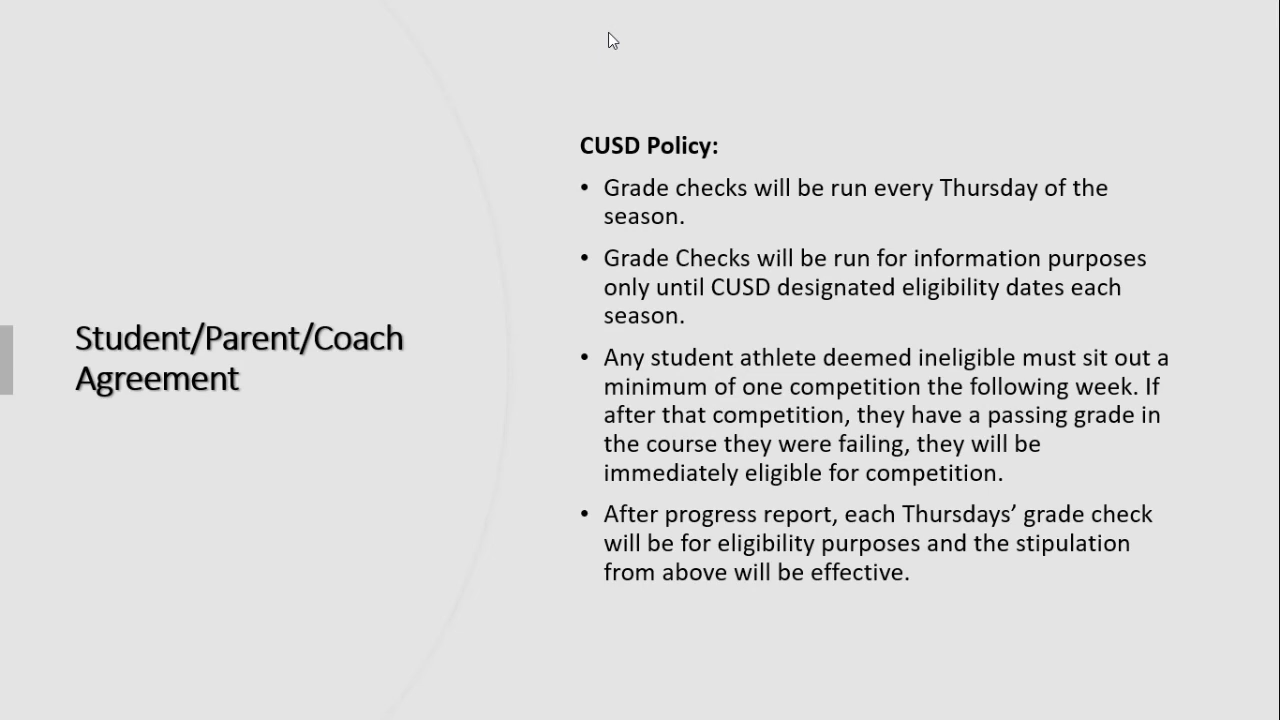 Student/Parent/Coach
Agreement
CUSD Policy:
• Grade checks will be run every Thursday of the
season.
• Grade Checks will be run for information purposes
only until CUSD designated eligibility dates each
season.
• Any student athlete deemed ineligible must sit out a
minimum of one competition the following week. If
after that competition, they have a passing grade in
the course they were failing, they will be
immediately eligible for competition.
• After progress report, each Thursdays’ grade check
will be for eligibility purposes and the stipulation
from above will be effective.